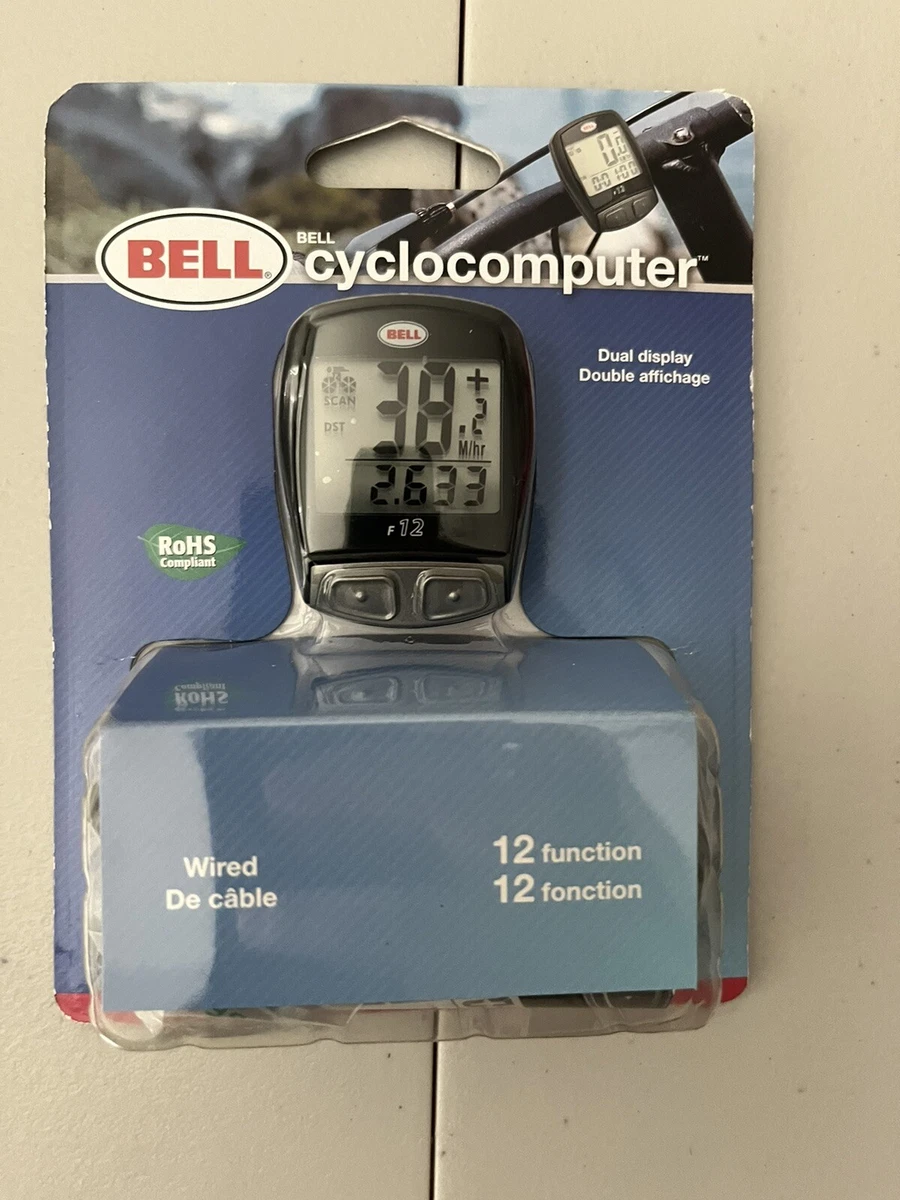 BELL
BELL®
cyclocomputer™
Dual display
Double affichage
BELL
SCAN
38.2
+
DST
M/hr
2.633
F12
RoHS
Compliant
Wired
De câble
12 function
12 fonction